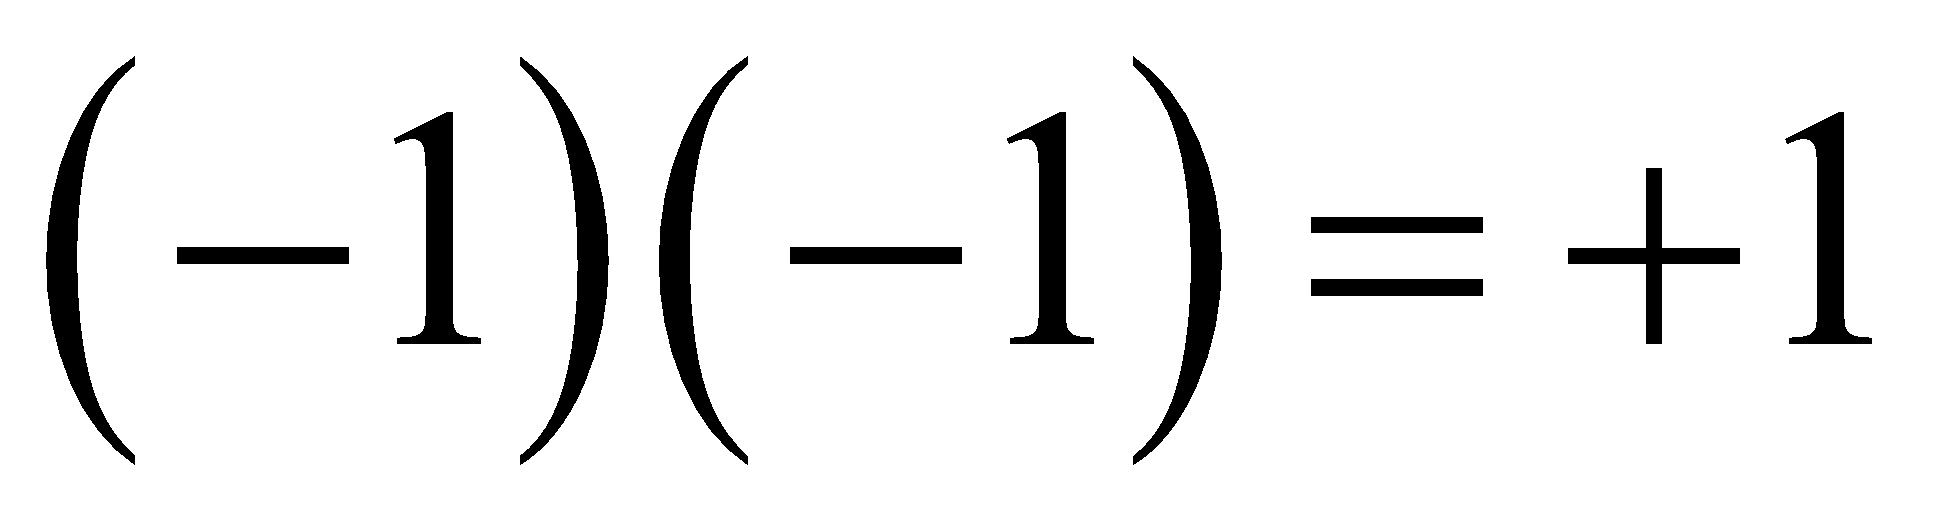 (−1)(−1) = +1